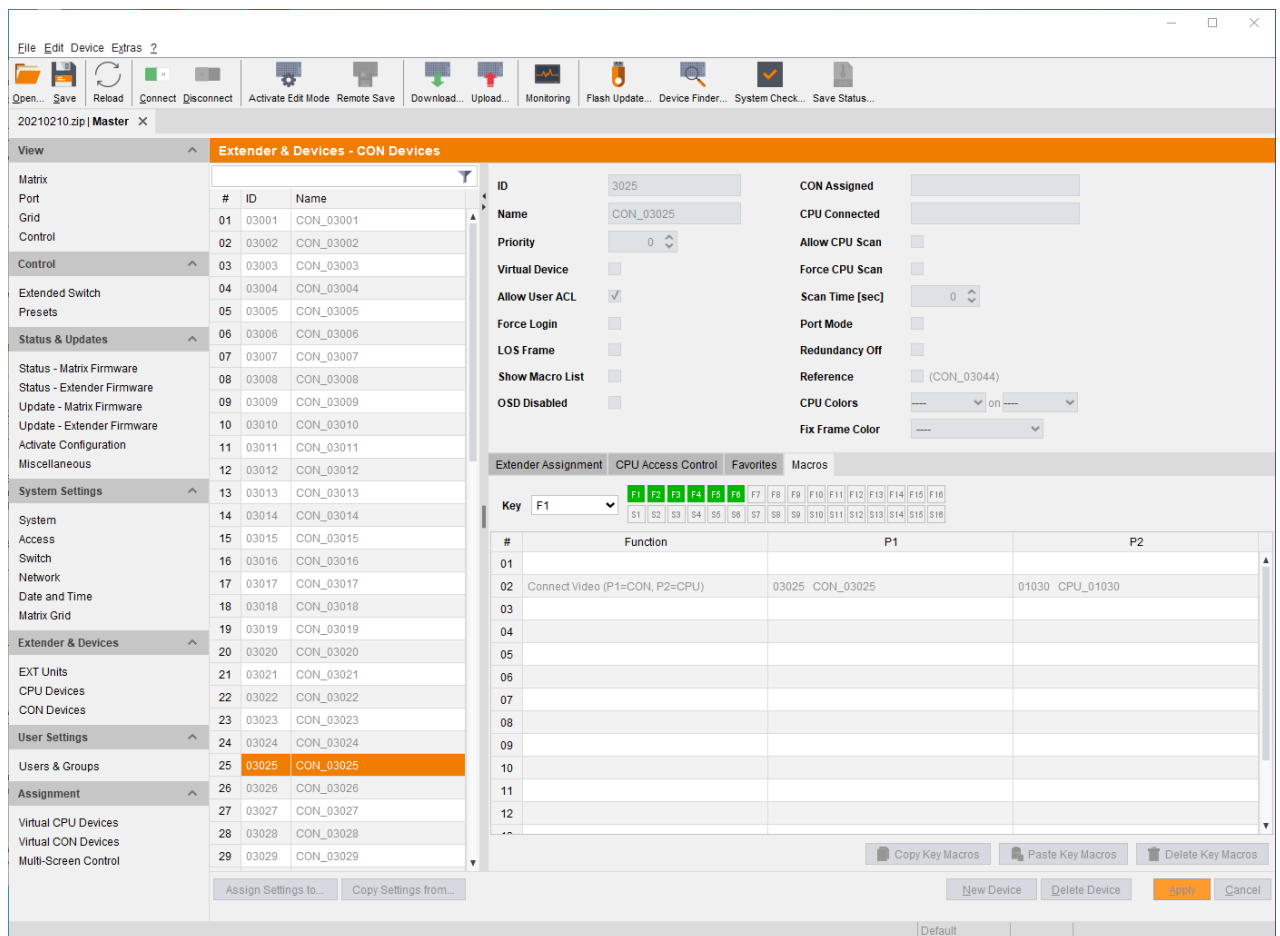 File Edit Device Extras ?
Open... Save Reload Connect Disconnect Activate Edit Mode Remote Save Download... Upload... Monitoring Flash Update... Device Finder... System Check... Save Status...
20210210.zip | Master
View
Matrix
Port
Grid
Control
Control
Extended Switch
Presets
Status & Updates
Status - Matrix Firmware
Status - Extender Firmware
Update - Matrix Firmware
Update - Extender Firmware
Activate Configuration
Miscellaneous
System Settings
System
Access
Switch
Network
Date and Time
Matrix Grid
Extender & Devices
EXT Units
CPU Devices
CON Devices
User Settings
Users & Groups
Assignment
Virtual CPU Devices
Virtual CON Devices
Multi-Screen Control
Extender & Devices - CON Devices
# ID Name
01 03001 CON_03001
02 03002 CON_03002
03 03003 CON_03003
04 03004 CON_03004
05 03005 CON_03005
06 03006 CON_03006
07 03007 CON_03007
08 03008 CON_03008
09 03009 CON_03009
10 03010 CON_03010
11 03011 CON_03011
12 03012 CON_03012
13 03013 CON_03013
14 03014 CON_03014
15 03015 CON_03015
16 03016 CON_03016
17 03017 CON_03017
18 03018 CON_03018
19 03019 CON_03019
20 03020 CON_03020
21 03021 CON_03021
22 03022 CON_03022
23 03023 CON_03023
24 03024 CON_03024
25 03025 CON_03025
26 03026 CON_03026
27 03027 CON_03027
28 03028 CON_03028
29 03029 CON_03029
Assign Settings to... Copy Settings from...
ID 3025 CON Assigned
Name CON_03025 CPU Connected
Priority 0 Allow CPU Scan
Virtual Device Force CPU Scan
Allow User ACL Scan Time [sec] 0
Force Login Port Mode
LOS Frame Redundancy Off
Show Macro List Reference (CON_03044)
OSD Disabled CPU Colors ---- on ----
Fix Frame Color ----
Extender Assignment CPU Access Control Favorites Macros
Key F1
F1 F2 F3 F4 F5 F6 F7 F8 F9 F10 F11 F12 F13 F14 F15 F16
S1 S2 S3 S4 S5 S6 S7 S8 S9 S10 S11 S12 S13 S14 S15 S16
# Function P1 P2
01
02 Connect Video (P1=CON, P2=CPU) 03025 CON_03025 01030 CPU_01030
03
04
05
06
07
08
09
10
11
12
Copy Key Macros Paste Key Macros Delete Key Macros
New Device Delete Device Apply Cancel
Default